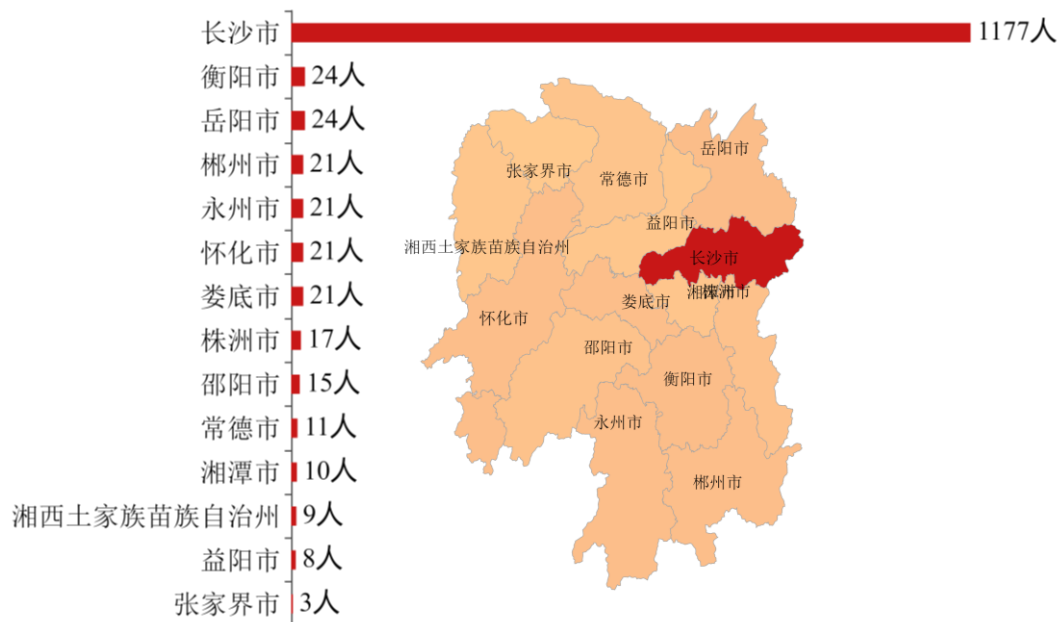 长沙市 1177人
衡阳市 24人
岳阳市 24人
郴州市 21人
永州市 21人
怀化市 21人
娄底市 21人
株洲市 17人
邵阳市 15人
常德市 11人
湘潭市 10人
湘西土家族苗族自治州 9人
益阳市 8人
张家界市 3人
岳阳市
张家界市
常德市
益阳市
湘西土家族苗族自治州
长沙市
湘潭市
株洲市
娄底市
怀化市
邵阳市
衡阳市
永州市
郴州市